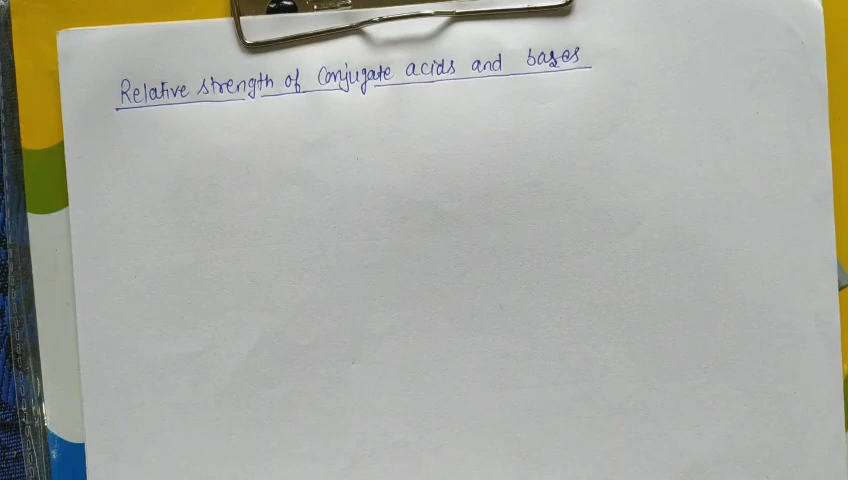 Relative strength of conjugate acids and bases